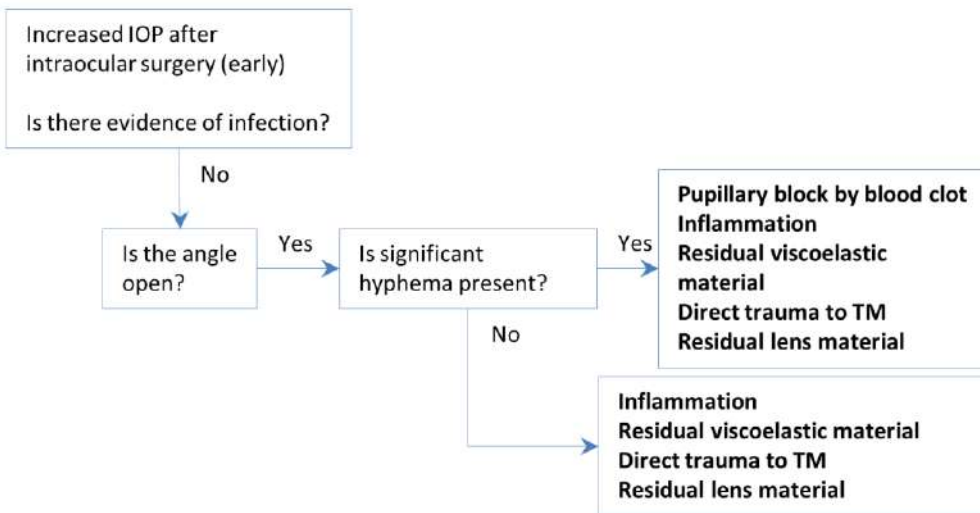 Increased IOP after
intraocular surgery (early)
Is there evidence of infection?
No
Is the angle
open?
Yes
Is significant
hyphema present?
Yes
Pupillary block by blood clot
Inflammation
Residual viscoelastic
material
Direct trauma to TM
Residual lens material
No
Inflammation
Residual viscoelastic material
Direct trauma to TM
Residual lens material